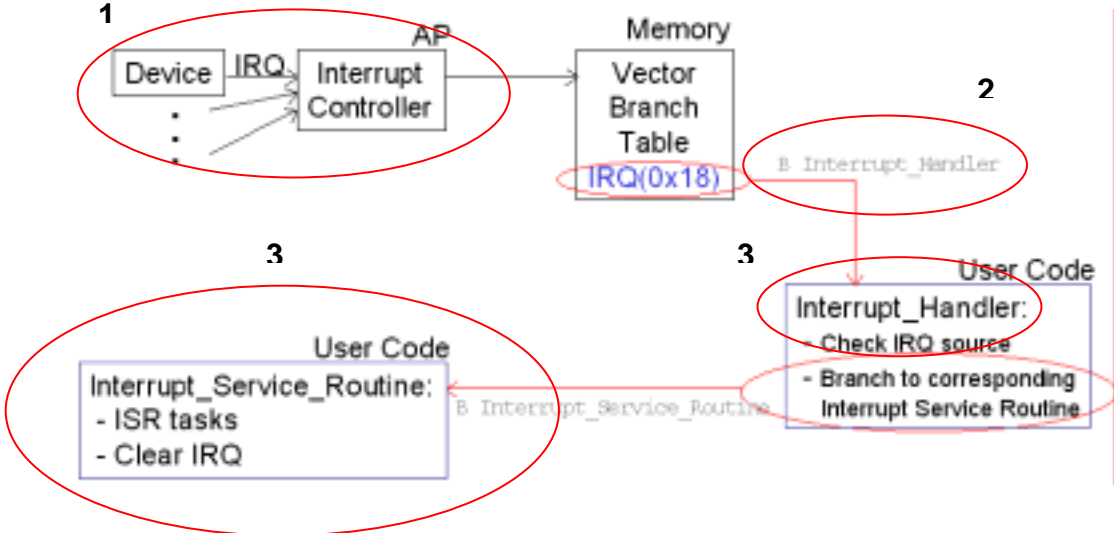 1
AP
Memory
Device
IRQ
Interrupt
Controller
.
.
.
Vector
Branch
Table
IRQ(0x18)
2
B Interrupt_Handler
3
User Code
Interrupt_Handler:
- Check IRQ source
- Branch to corresponding
Interrupt Service Routine
B Interrupt_Service_Routine
3
User Code
Interrupt_Service_Routine:
- ISR tasks
- Clear IRQ